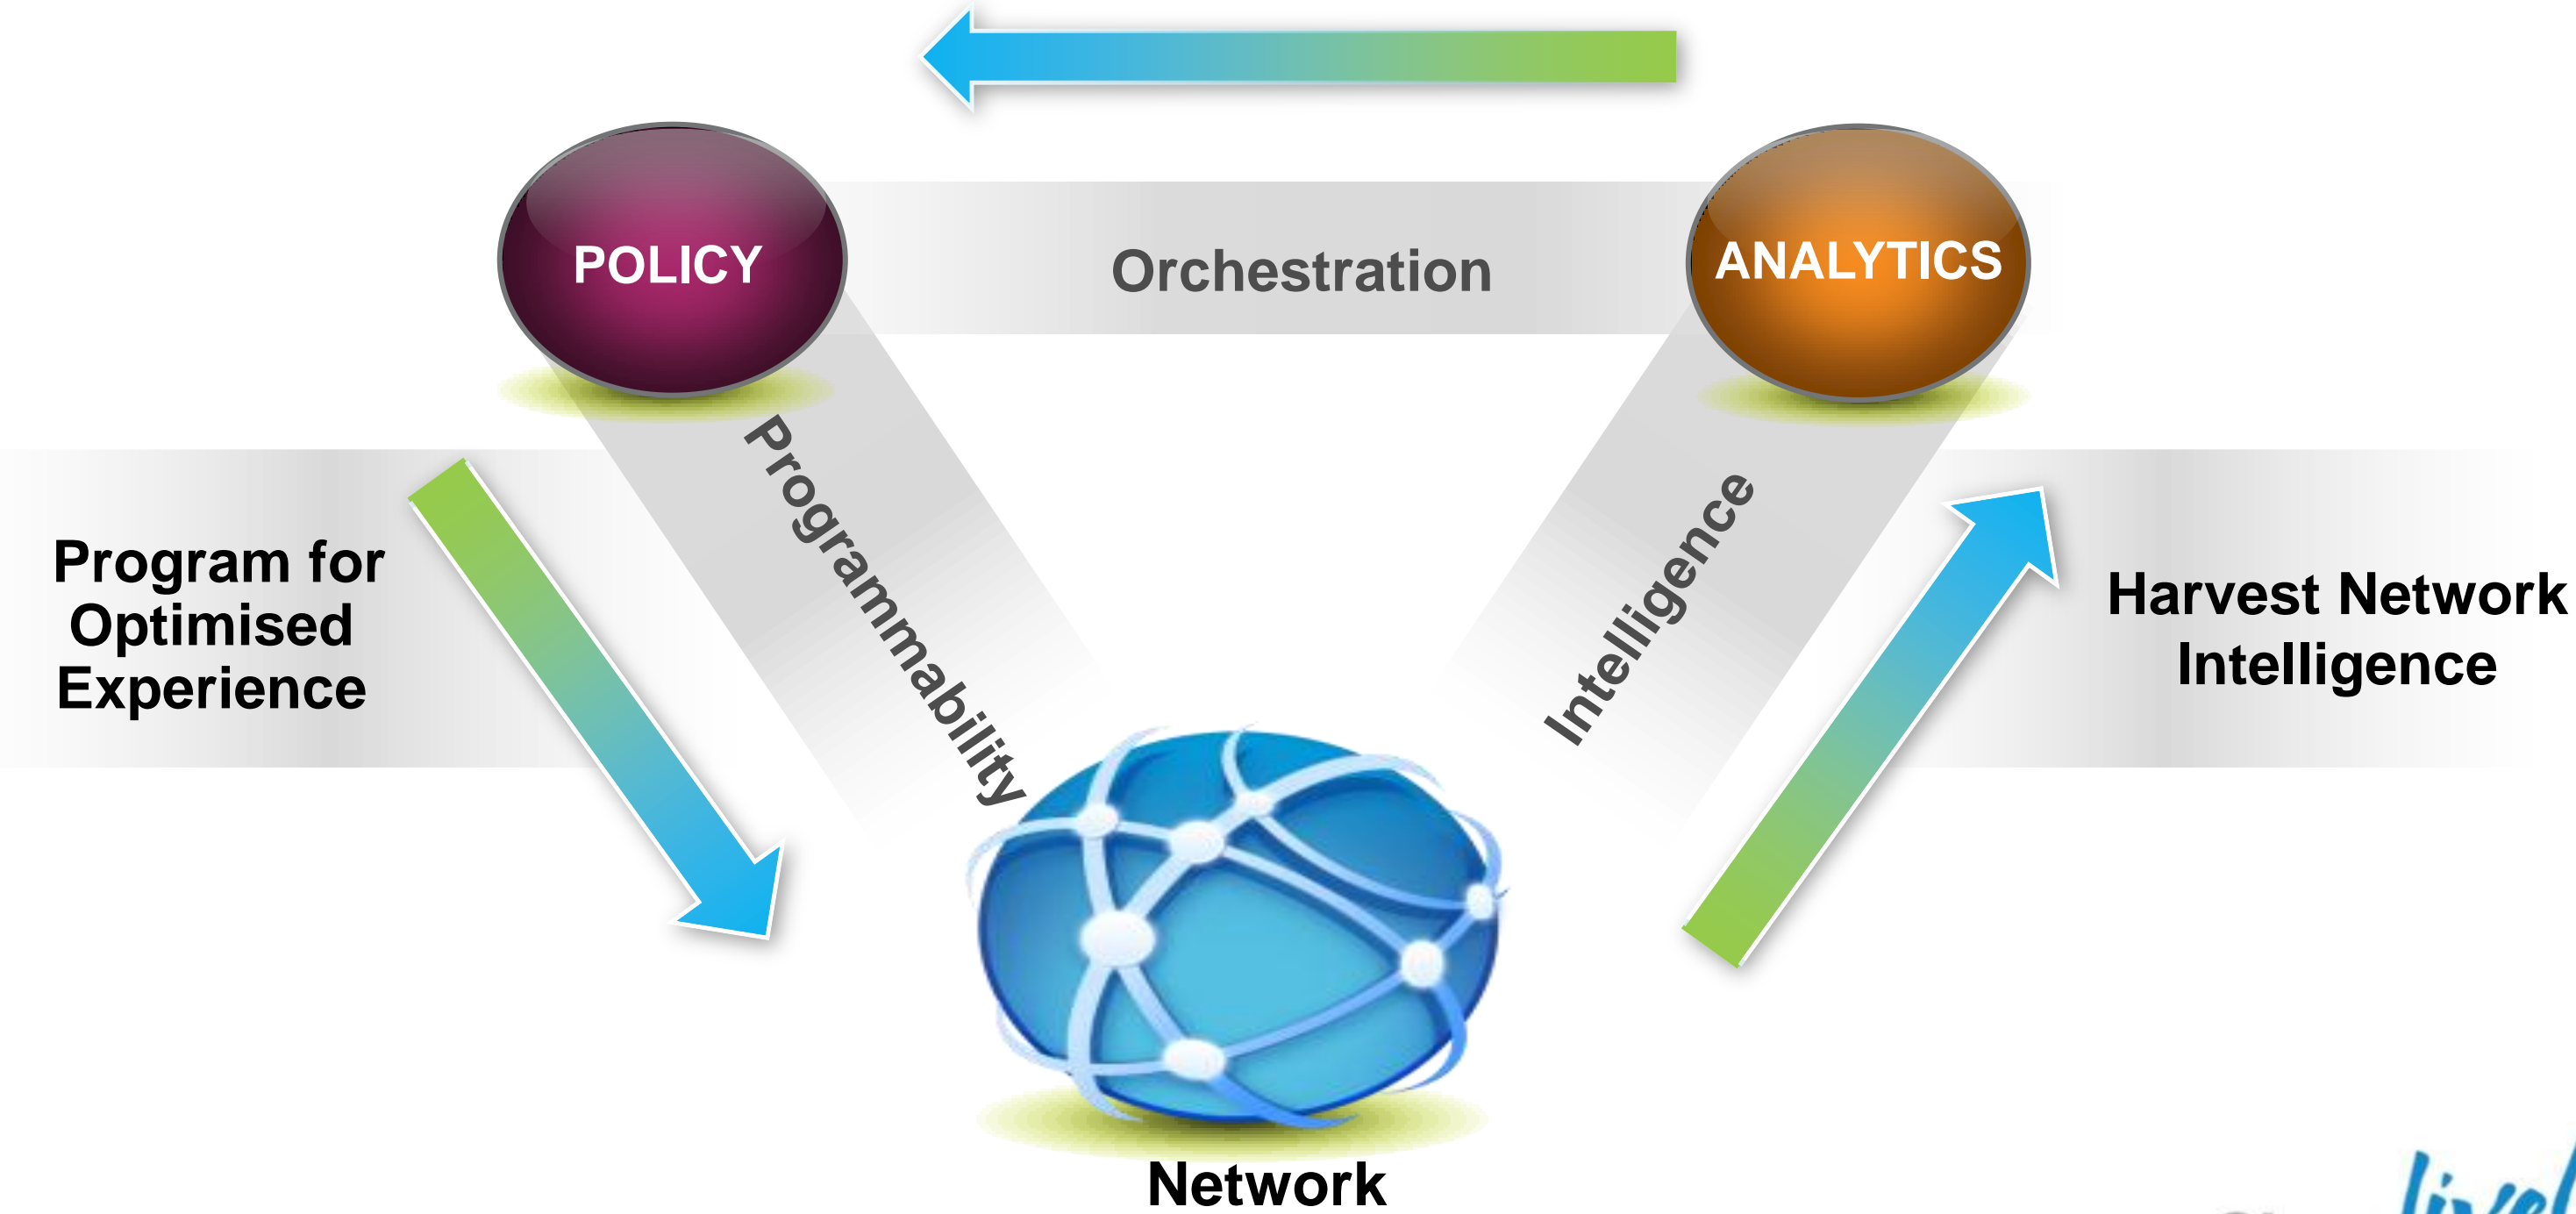 POLICY
Orchestration
ANALYTICS
Programmability
Intelligence
Program for
Optimised
Experience
Harvest Network
Intelligence
Network